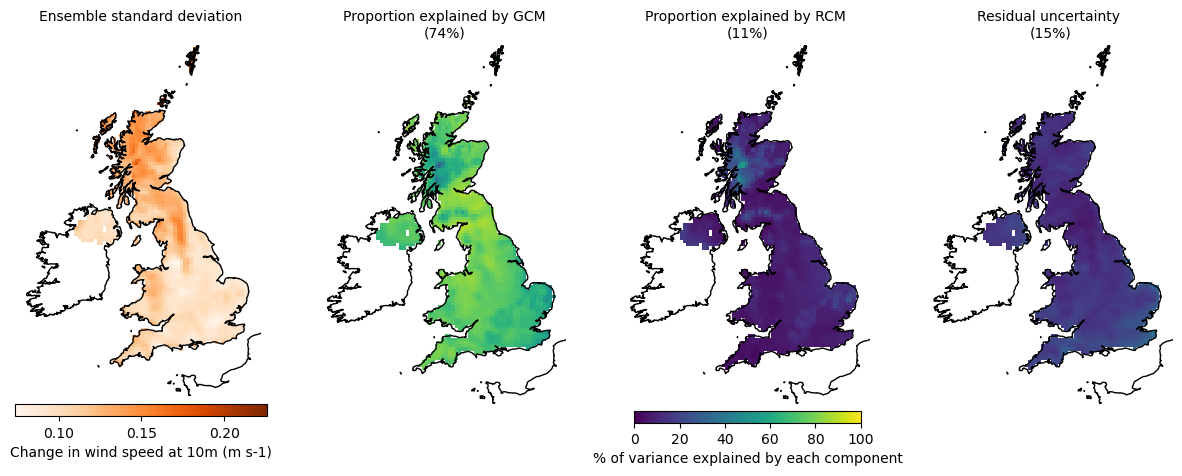 Ensemble standard deviation
Proportion explained by GCM
(74%)
Proportion explained by RCM
(11%)
Residual uncertainty
(15%)
0.10 0.15 0.20
Change in wind speed at 10m (m s-1)
0 20 40 60 80 100
% of variance explained by each component